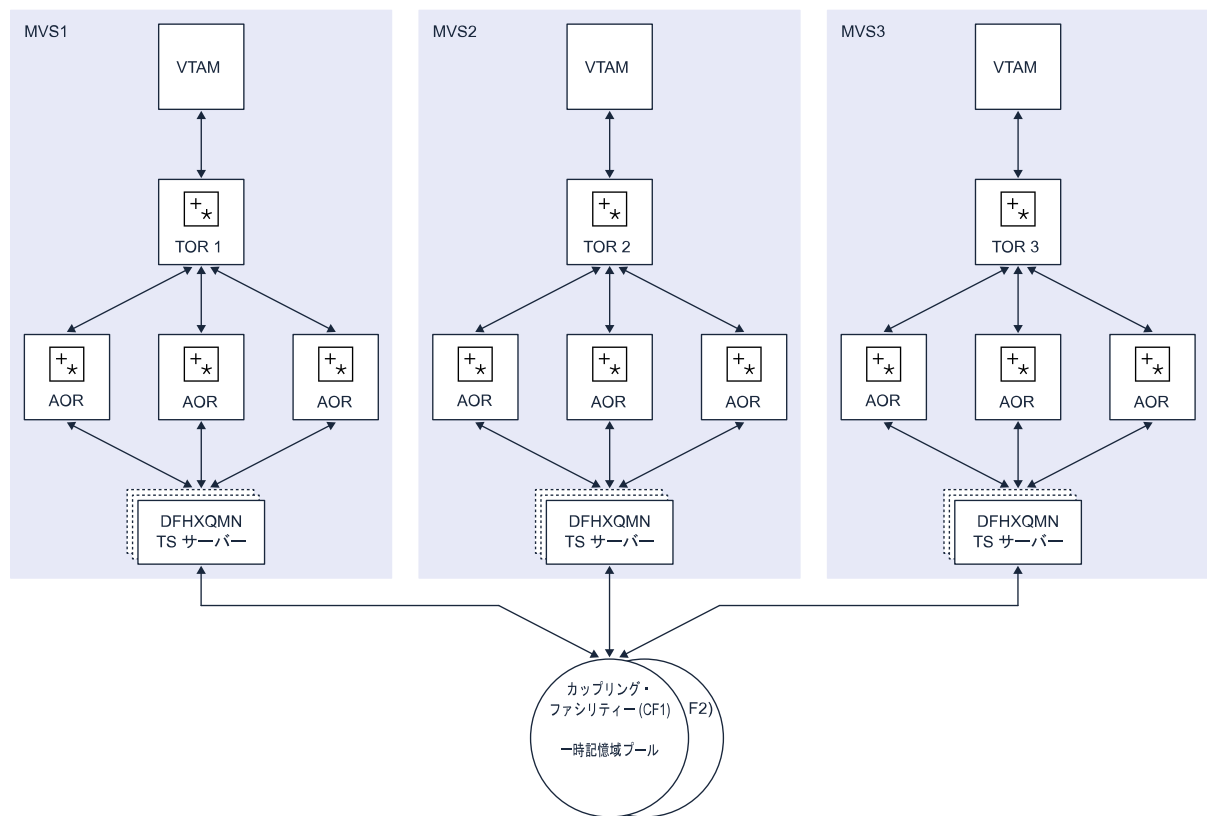 MVS1
VTAM
TOR 1
AOR
AOR
AOR
DFHXQMN
TS サーバー
MVS2
VTAM
TOR 2
AOR
AOR
AOR
DFHXQMN
TS サーバー
MVS3
VTAM
TOR 3
AOR
AOR
AOR
DFHXQMN
TS サーバー
カップリング・
ファシリティー (CF1)
一時記憶域プール
F2)